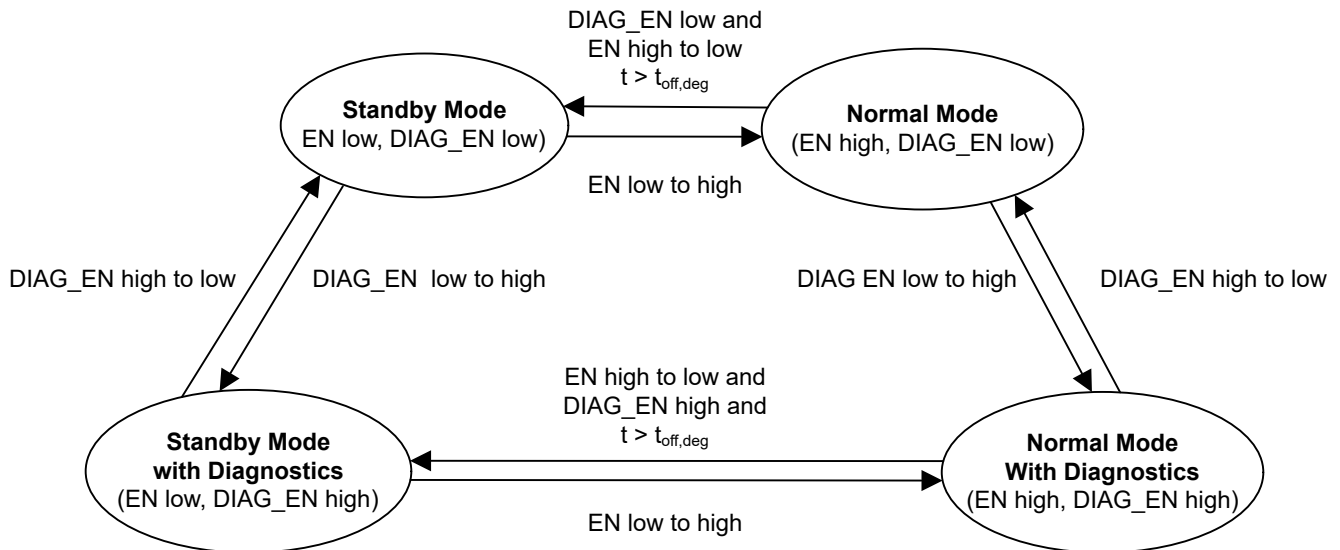 DIAG_EN low and
EN high to low
t > toff,deg
Standby Mode
EN low, DIAG_EN low)
Normal Mode
(EN high, DIAG_EN low)
EN low to high
DIAG_EN high to low
DIAG_EN low to high
DIAG EN low to high
DIAG_EN high to low
EN high to low and
DIAG_EN high and
t > toff,deg
Standby Mode
with Diagnostics
(EN low, DIAG_EN high)
Normal Mode
With Diagnostics
(EN high, DIAG_EN high)
EN low to high